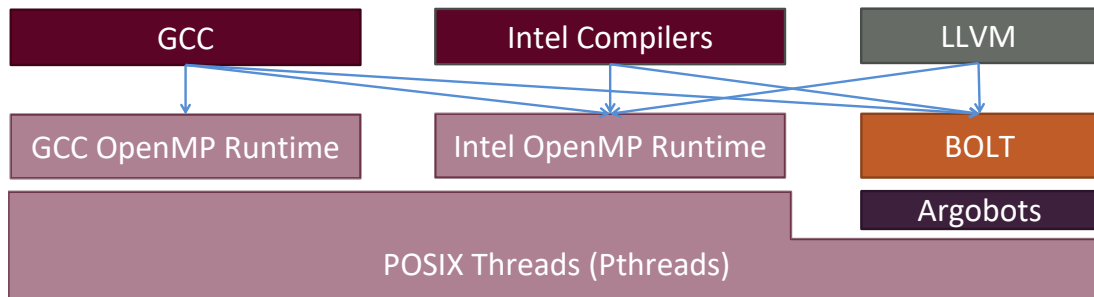 GCC
Intel Compilers
LLVM
GCC OpenMP Runtime
Intel OpenMP Runtime
BOLT
Argobots
POSIX Threads (Pthreads)